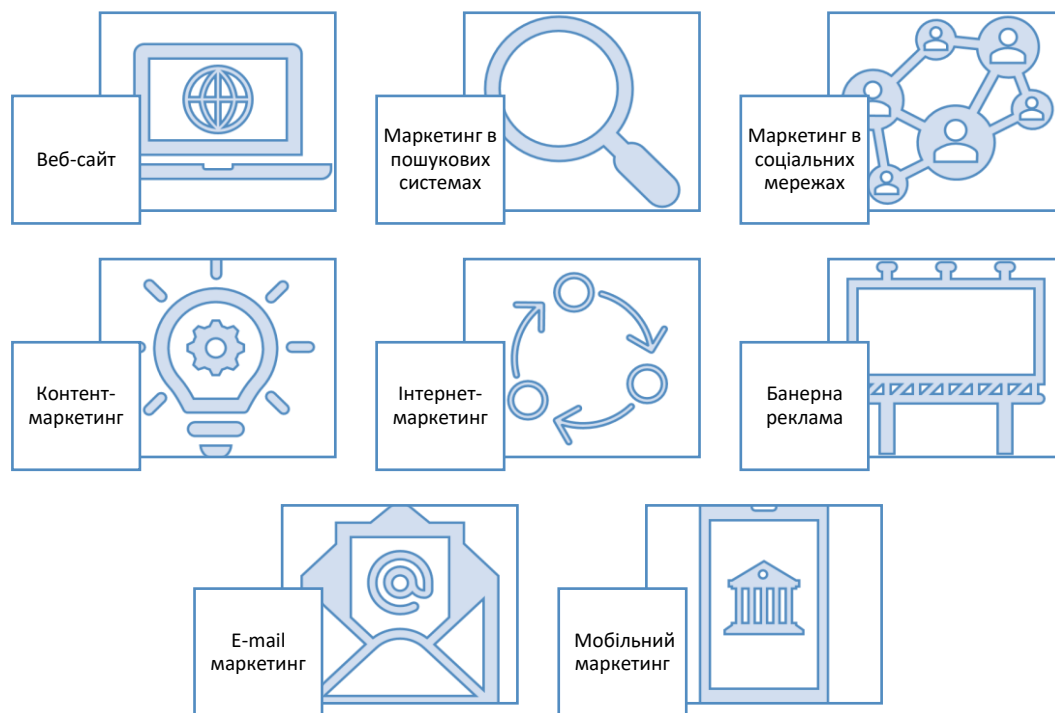 Веб-сайт
Маркетинг в
пошукових
системах
Маркетинг в
соціальних
мережах
Контент-
маркетинг
Інтернет-
маркетинг
Банерна
реклама
E-mail
маркетинг
Мобільний
маркетинг